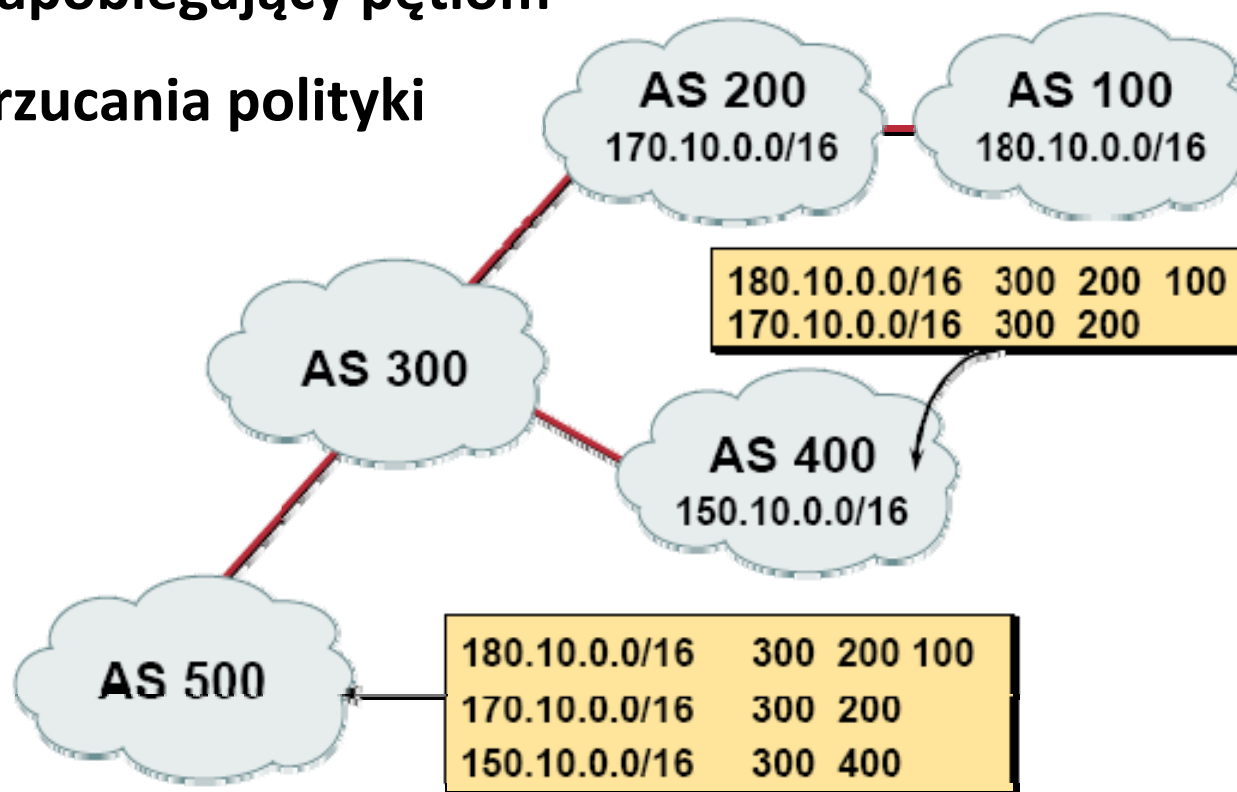 apobiegający pętlom
rzucania polityki
AS 200
170.10.0.0/16
AS 100
180.10.0.0/16
180.10.0.0/16 300 200 100
170.10.0.0/16 300 200
AS 300
AS 400
150.10.0.0/16
AS 500
180.10.0.0/16 300 200 100
170.10.0.0/16 300 200
150.10.0.0/16 300 400